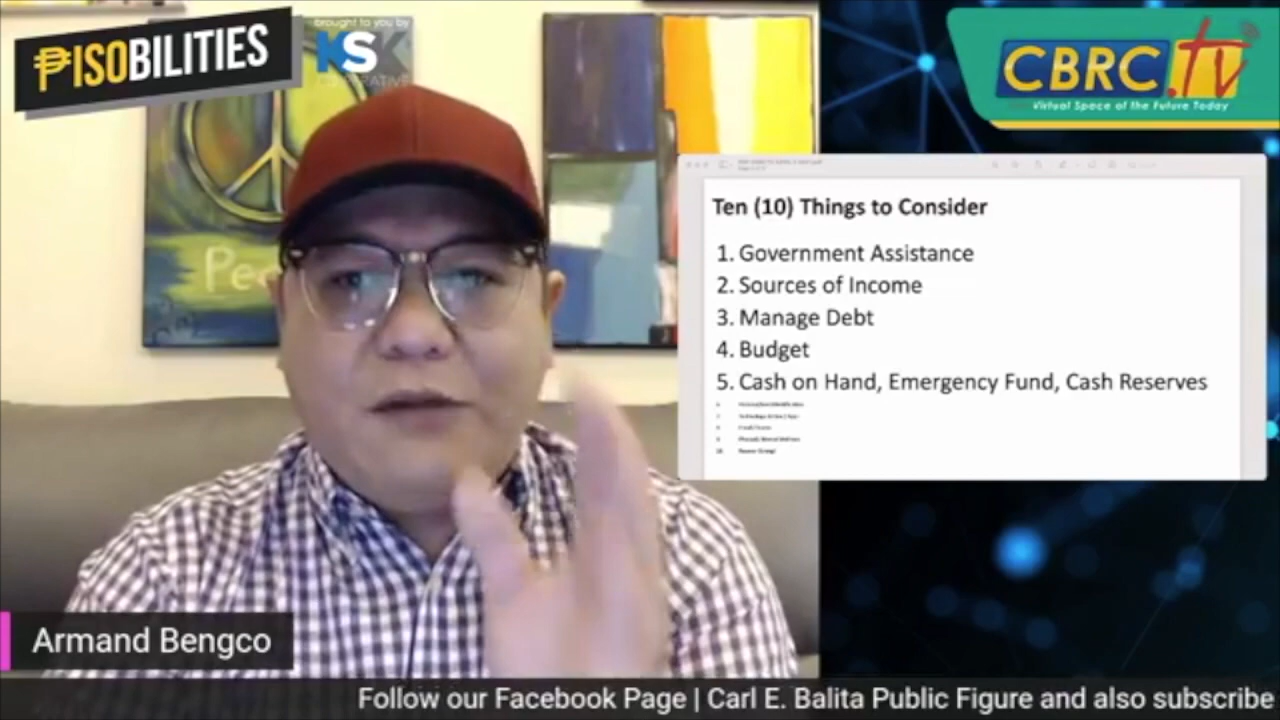 ₱ISOBILITIES
brought to you by
KSK
CBRC.tv
Virtual Space of the Future Today
Ten (10) Things to Consider
1. Government Assistance
2. Sources of Income
3. Manage Debt
4. Budget
5. Cash on Hand, Emergency Fund, Cash Reserves
Armand Bengco
Follow our Facebook Page | Carl E. Balita Public Figure and also subscribe